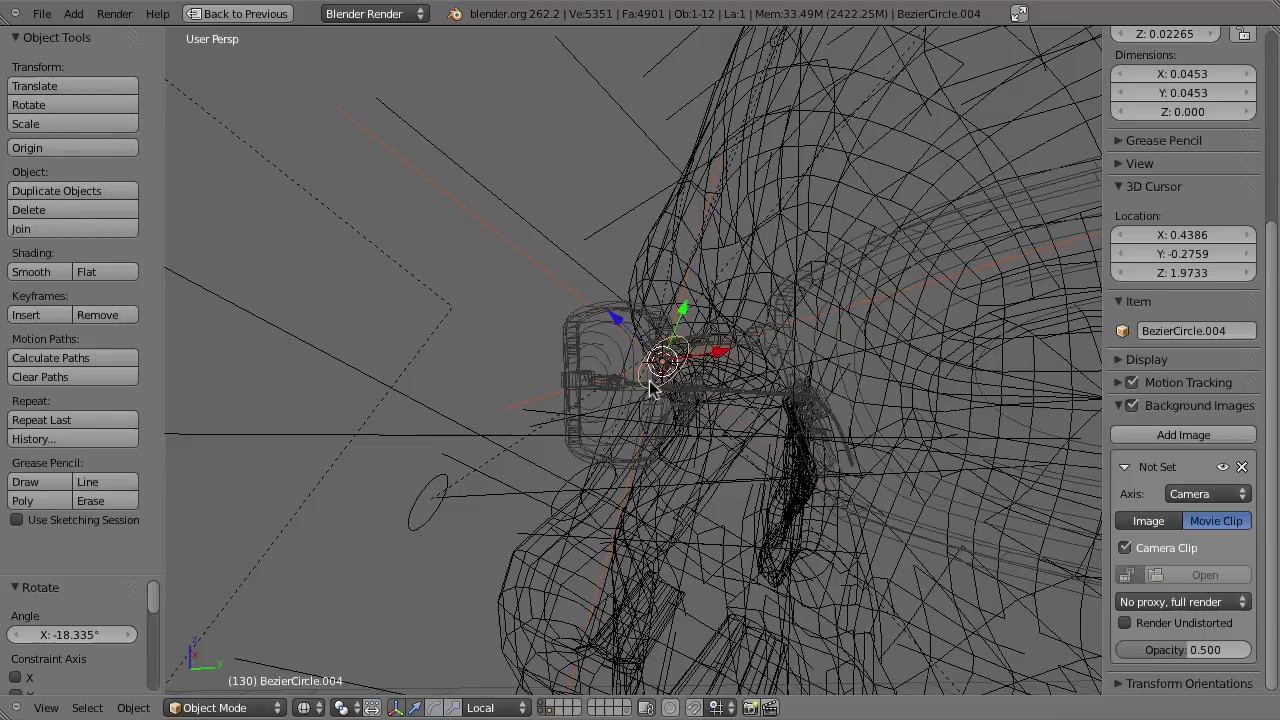 File Add Render Help Back to Previous Blender Render blender.org 262.2 | Ve:5351 | Fa:4901 | Ob:1-12 | La:1 | Mem:33.49M (2422.25M) | BezierCircle.004
Object Tools
Transform:
Translate
Rotate
Scale
Origin
Object:
Duplicate Objects
Delete
Join
Shading:
Smooth Flat
Keyframes:
Insert Remove
Motion Paths:
Calculate Paths
Clear Paths
Repeat:
Repeat Last
History...
Grease Pencil:
Draw Line
Poly Erase
Use Sketching Session
Rotate
Angle
X: -18.335°
Constraint Axis
X
User Persp
z
x
y
(130) BezierCircle.004
Z: 0.02265
Dimensions:
X: 0.0453
Y: 0.0453
Z: 0.000
Grease Pencil
View
3D Cursor
Location:
X: 0.4386
Y: -0.2759
Z: 1.9733
Item
BezierCircle.004
Display
Motion Tracking
Background Images
Add Image
Not Set
Axis: Camera
Image Movie Clip
Camera Clip
Open
No proxy, full render
Render Undistorted
Opacity: 0.500
Transform Orientations
View Select Object Object Mode Local